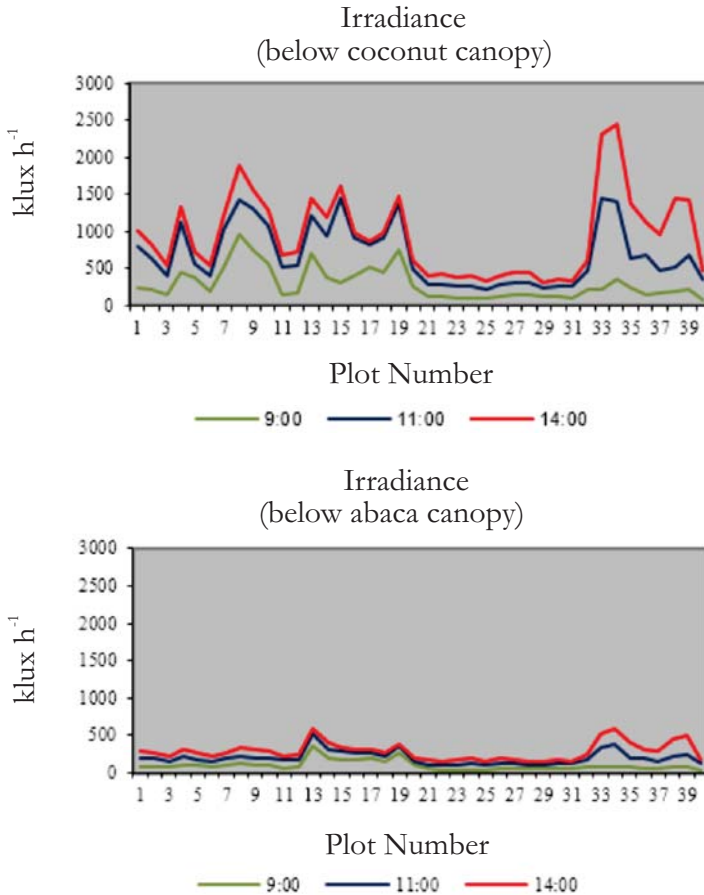 Irradiance
(below coconut canopy)
klux h⁻¹
3000
2500
2000
1500
1000
500
0
1 3 5 7 9 11 13 15 17 19 21 23 25 27 29 31 33 35 37 39
Plot Number
9:00 11:00 14:00
Irradiance
(below abaca canopy)
klux h⁻¹
3000
2500
2000
1500
1000
500
0
1 3 5 7 9 11 13 15 17 19 21 23 25 27 29 31 33 35 37 39
Plot Number
9:00 11:00 14:00